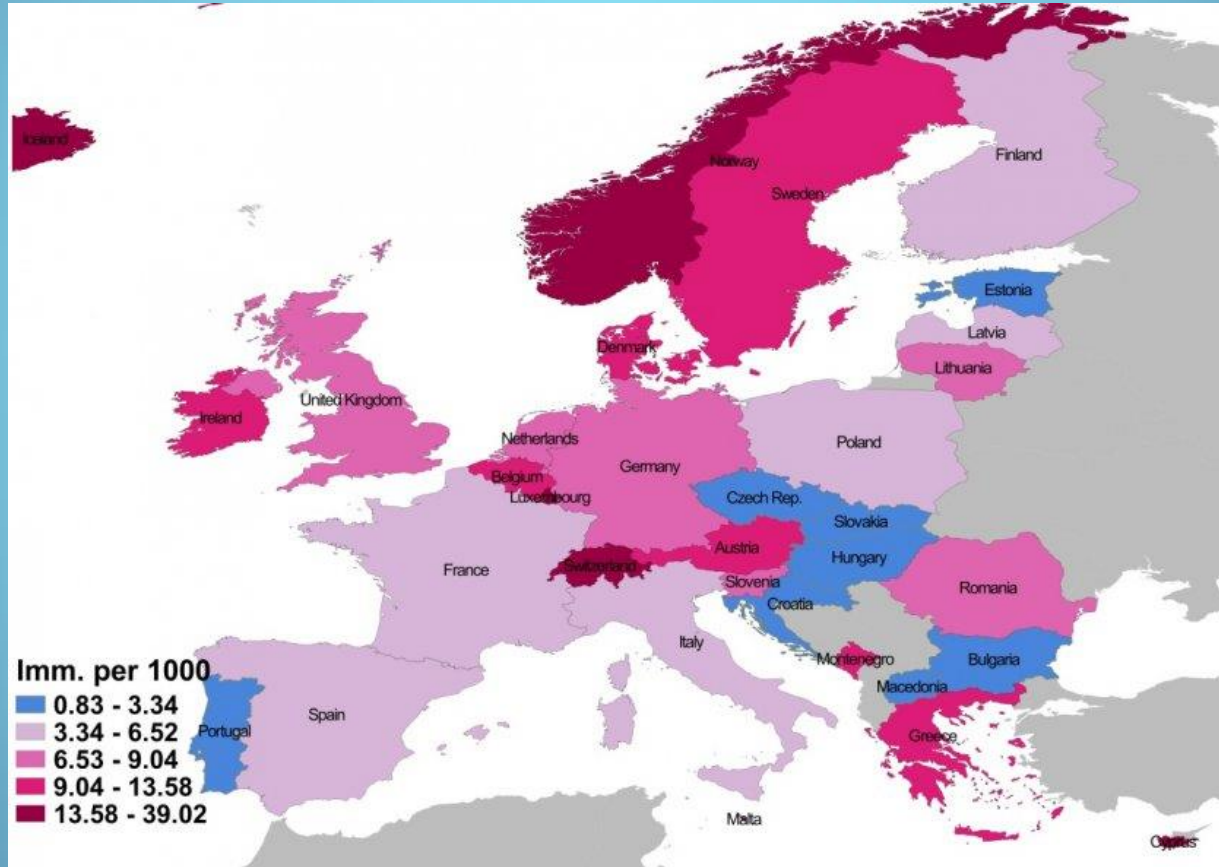 Iceland
Norway
Sweden
Finland
Estonia
Latvia
Lithuania
Denmark
Ireland
United Kingdom
Netherlands
Belgium
Luxembourg
Germany
Poland
Czech Rep.
Slovakia
Austria
Hungary
France
Switzerland
Slovenia
Romania
Croatia
Italy
Montenegro
Bulgaria
Macedonia
Portugal
Spain
Greece
Malta
Cyprus
Imm. per 1000
0.83 - 3.34
3.34 - 6.52
6.53 - 9.04
9.04 - 13.58
13.58 - 39.02